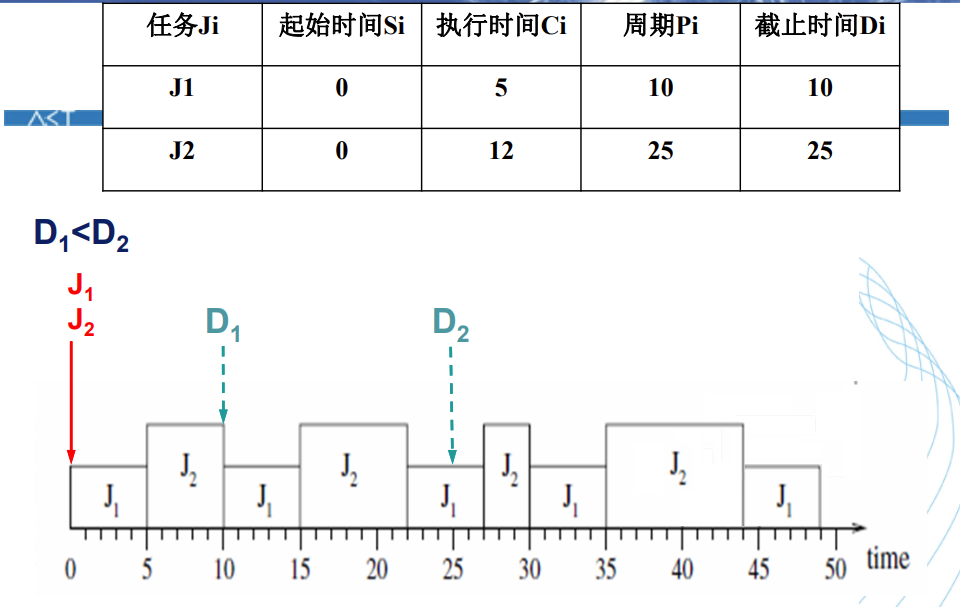 任务Ji 起始时间Si 执行时间Ci 周期Pi 截止时间Di
J1 0 5 10 10
J2 0 12 25 25
D₁<D₂
J₁
J₂
D₁ D₂
J₁ J₂ J₁ J₂ J₁ J₂ J₁ J₂ J₁
0 5 10 15 20 25 30 35 40 45 50 time